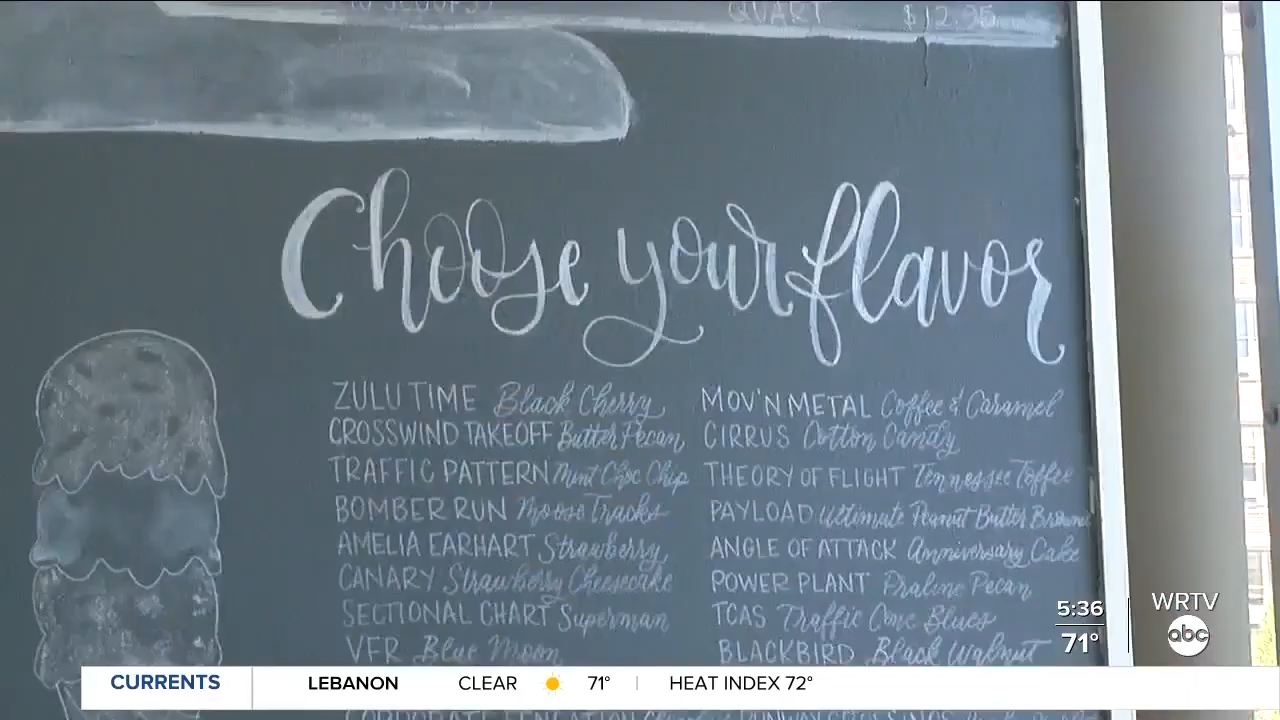 10 SCOOPS
QUART $12.95
Choose your flavor
ZULU TIME Black Cherry
CROSSWIND TAKEOFF Butter Pecan
TRAFFIC PATTERN Mint Choc Chip
BOMBER RUN Moose Tracks
AMELIA EARHART Strawberry
CANARY Strawberry Cheesecake
SECTIONAL CHART Superman
VFR Blue Moon
MOV'N METAL Coffee & Caramel
CIRRUS Cotton Candy
THEORY OF FLIGHT Tennessee Toffee
PAYLOAD Ultimate Peanut Butter
ANGLE OF ATTACK Anniversary Cake
POWER PLANT Praline Pecan
TCAS Traffic Cone Blues
BLACKBIRD Black Walnut
5:36
71°
WRTV
abc
CURRENTS LEBANON CLEAR 71° HEAT INDEX 72°